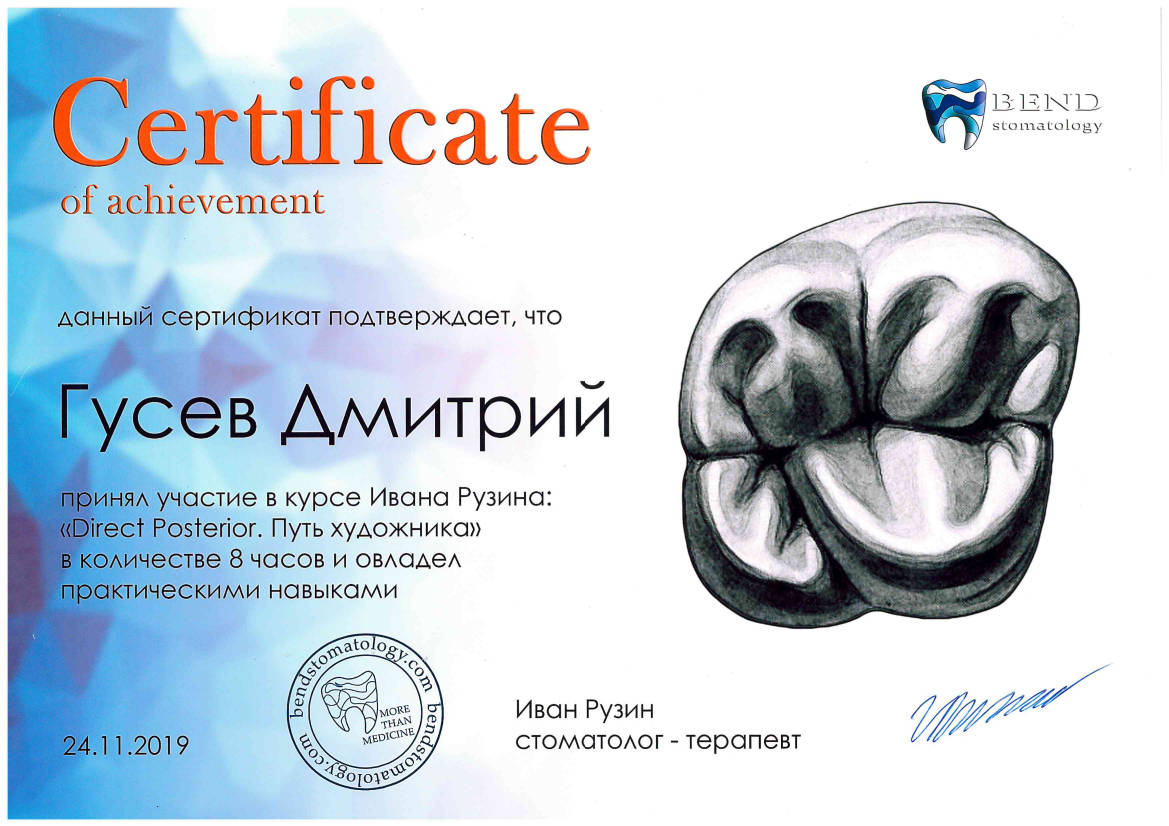 Certificate
of achievement
BEND
stomatology
данный сертификат подтверждает, что
Гусев Дмитрий
принял участие в курсе Ивана Рузина:
«Direct Posterior. Путь художника»
в количестве 8 часов и овладел
практическими навыками
24.11.2019
bendstomatology.com bendstomatology.com
MORE
THAN
MEDICINE
Иван Рузин
стоматолог - терапевт